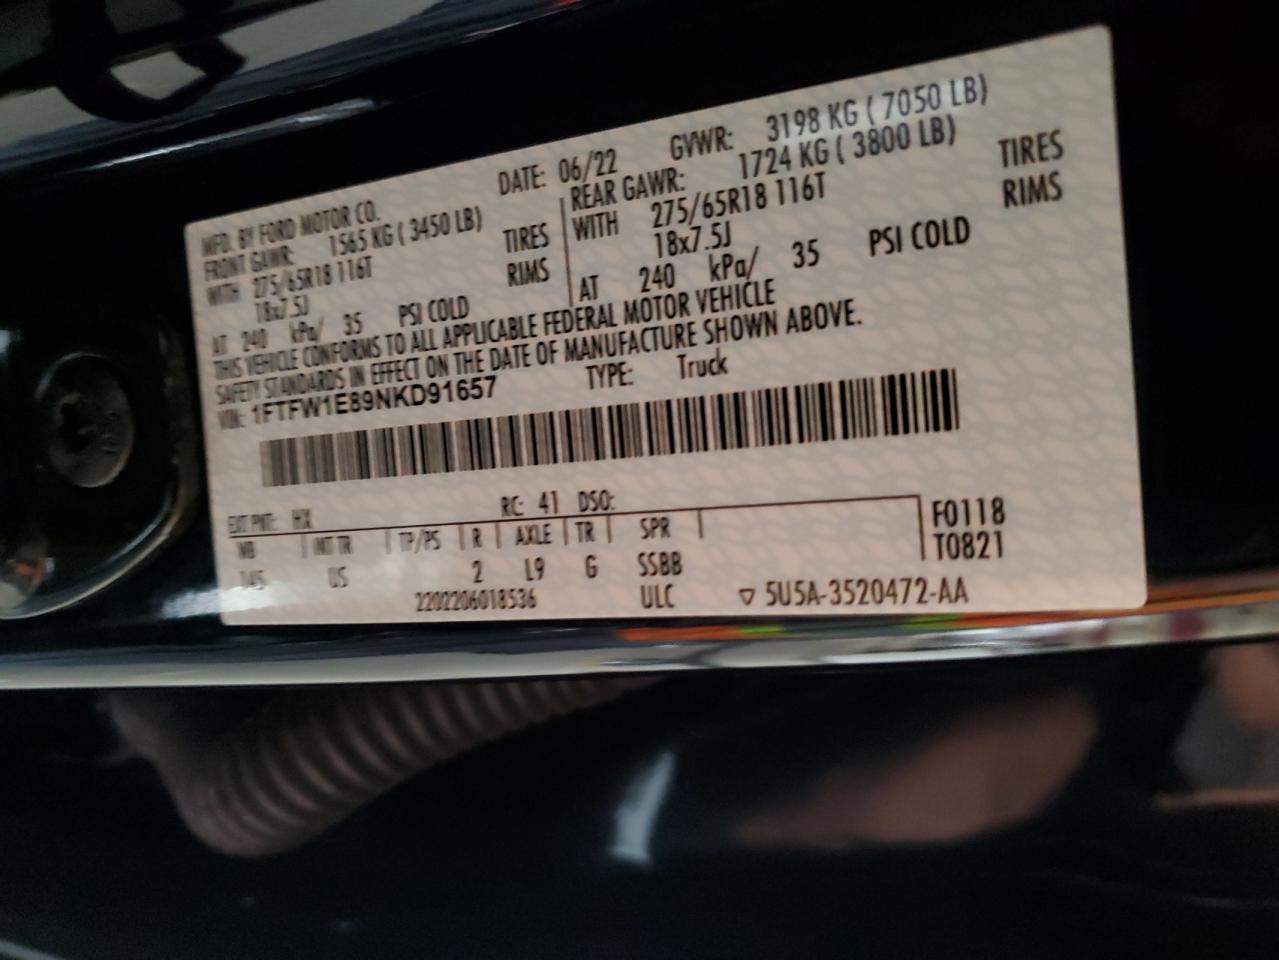 MFD. BY FORD MOTOR CO. DATE: 06/22 GVWR: 3198 KG ( 7050 LB)
FRONT GAWR: 1565 KG ( 3450 LB) REAR GAWR: 1724 KG ( 3800 LB)
WITH 275/65R18 116T TIRES WITH 275/65R18 116T TIRES
18x7.5J RIMS 18x7.5J RIMS
AT 240 kPa/ 35 PSI COLD AT 240 kPa/ 35 PSI COLD
THIS VEHICLE CONFORMS TO ALL APPLICABLE FEDERAL MOTOR VEHICLE
SAFETY STANDARDS IN EFFECT ON THE DATE OF MANUFACTURE SHOWN ABOVE.
VIN: 1FTFW1E89NKD91657 TYPE: Truck
EXT PNT: HX RC: 41 DSO:
WB INT TR TP/PS R AXLE TR SPR F0118
145 US 2 L9 G SSBB T0821
2202206018536 ULC ▽ 5U5A-3520472-AA